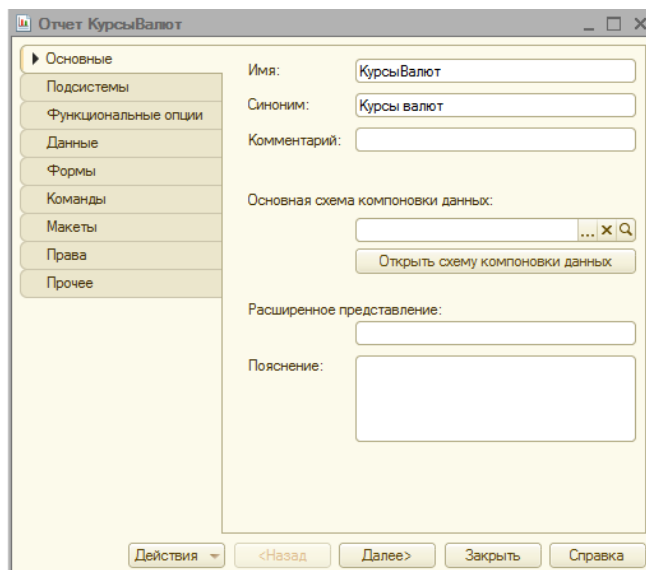 Отчет КурсыВалют
Основные
Подсистемы
Функциональные опции
Данные
Формы
Команды
Макеты
Права
Прочее
Имя: КурсыВалют
Синоним: Курсы валют
Комментарий:
Основная схема компоновки данных:
...
Открыть схему компоновки данных
Расширенное представление:
Пояснение:
Действия <Назад Далее> Закрыть Справка